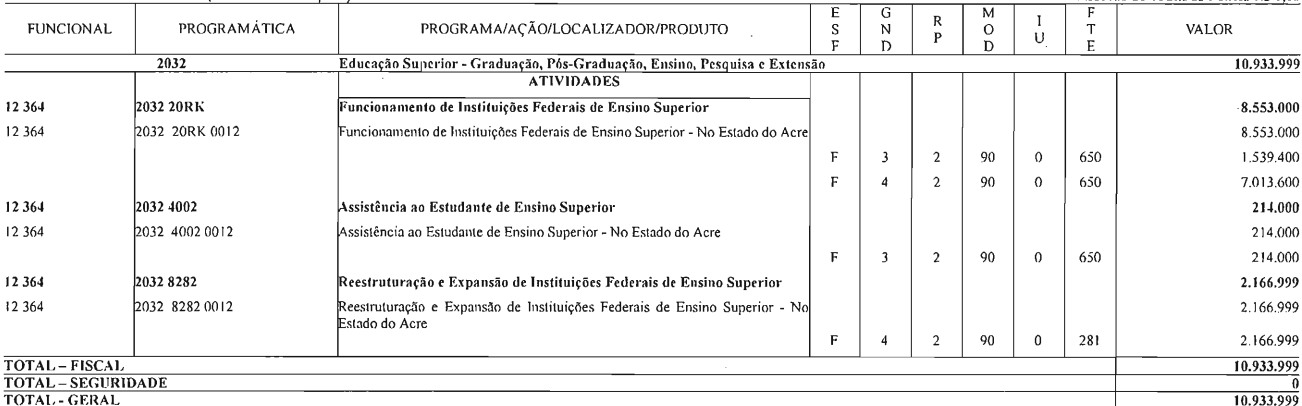 FUNCIONAL PROGRAMÁTICA PROGRAMA/AÇÃO/LOCALIZADOR/PRODUTO E S F G N D R P M O D I U F T E VALOR
2032 Educação Superior - Graduação, Pós-Graduação, Ensino, Pesquisa e Extensão 10.933.999
ATIVIDADES
12 364 2032 20RK Funcionamento de Instituições Federais de Ensino Superior 8.553.000
12 364 2032 20RK 0012 Funcionamento de Instituições Federais de Ensino Superior - No Estado do Acre 8.553.000
F 3 2 90 0 650 1.539.400
F 4 2 90 0 650 7.013.600
12 364 2032 4002 Assistência ao Estudante de Ensino Superior 214.000
12 364 2032 4002 0012 Assistência ao Estudante de Ensino Superior - No Estado do Acre 214.000
F 3 2 90 0 650 214.000
12 364 2032 8282 Reestruturação e Expansão de Instituições Federais de Ensino Superior 2.166.999
12 364 2032 8282 0012 Reestruturação e Expansão de Instituições Federais de Ensino Superior - No 2.166.999
Estado do Acre
F 4 2 90 0 281 2.166.999
TOTAL – FISCAL 10.933.999
TOTAL – SEGURIDADE 0
TOTAL - GERAL 10.933.999